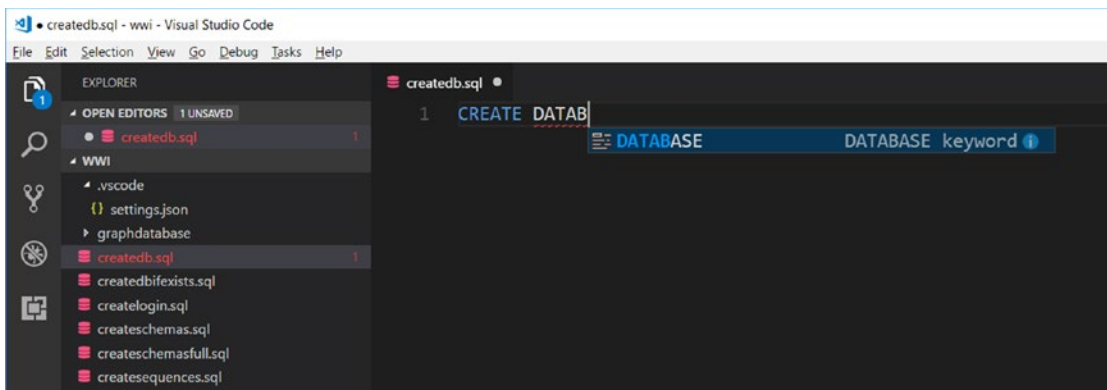 ● createdb.sql - wwi - Visual Studio Code
File Edit Selection View Go Debug Tasks Help
EXPLORER
OPEN EDITORS 1 UNSAVED
● createdb.sql 1
WWI
.vscode
{} settings.json
graphdatabase
createdb.sql 1
createdbifexists.sql
createlogin.sql
createschemas.sql
createschemasfull.sql
createsequences.sql
1
createdb.sql ●
1 CREATE DATAB
DATABASE DATABASE keyword